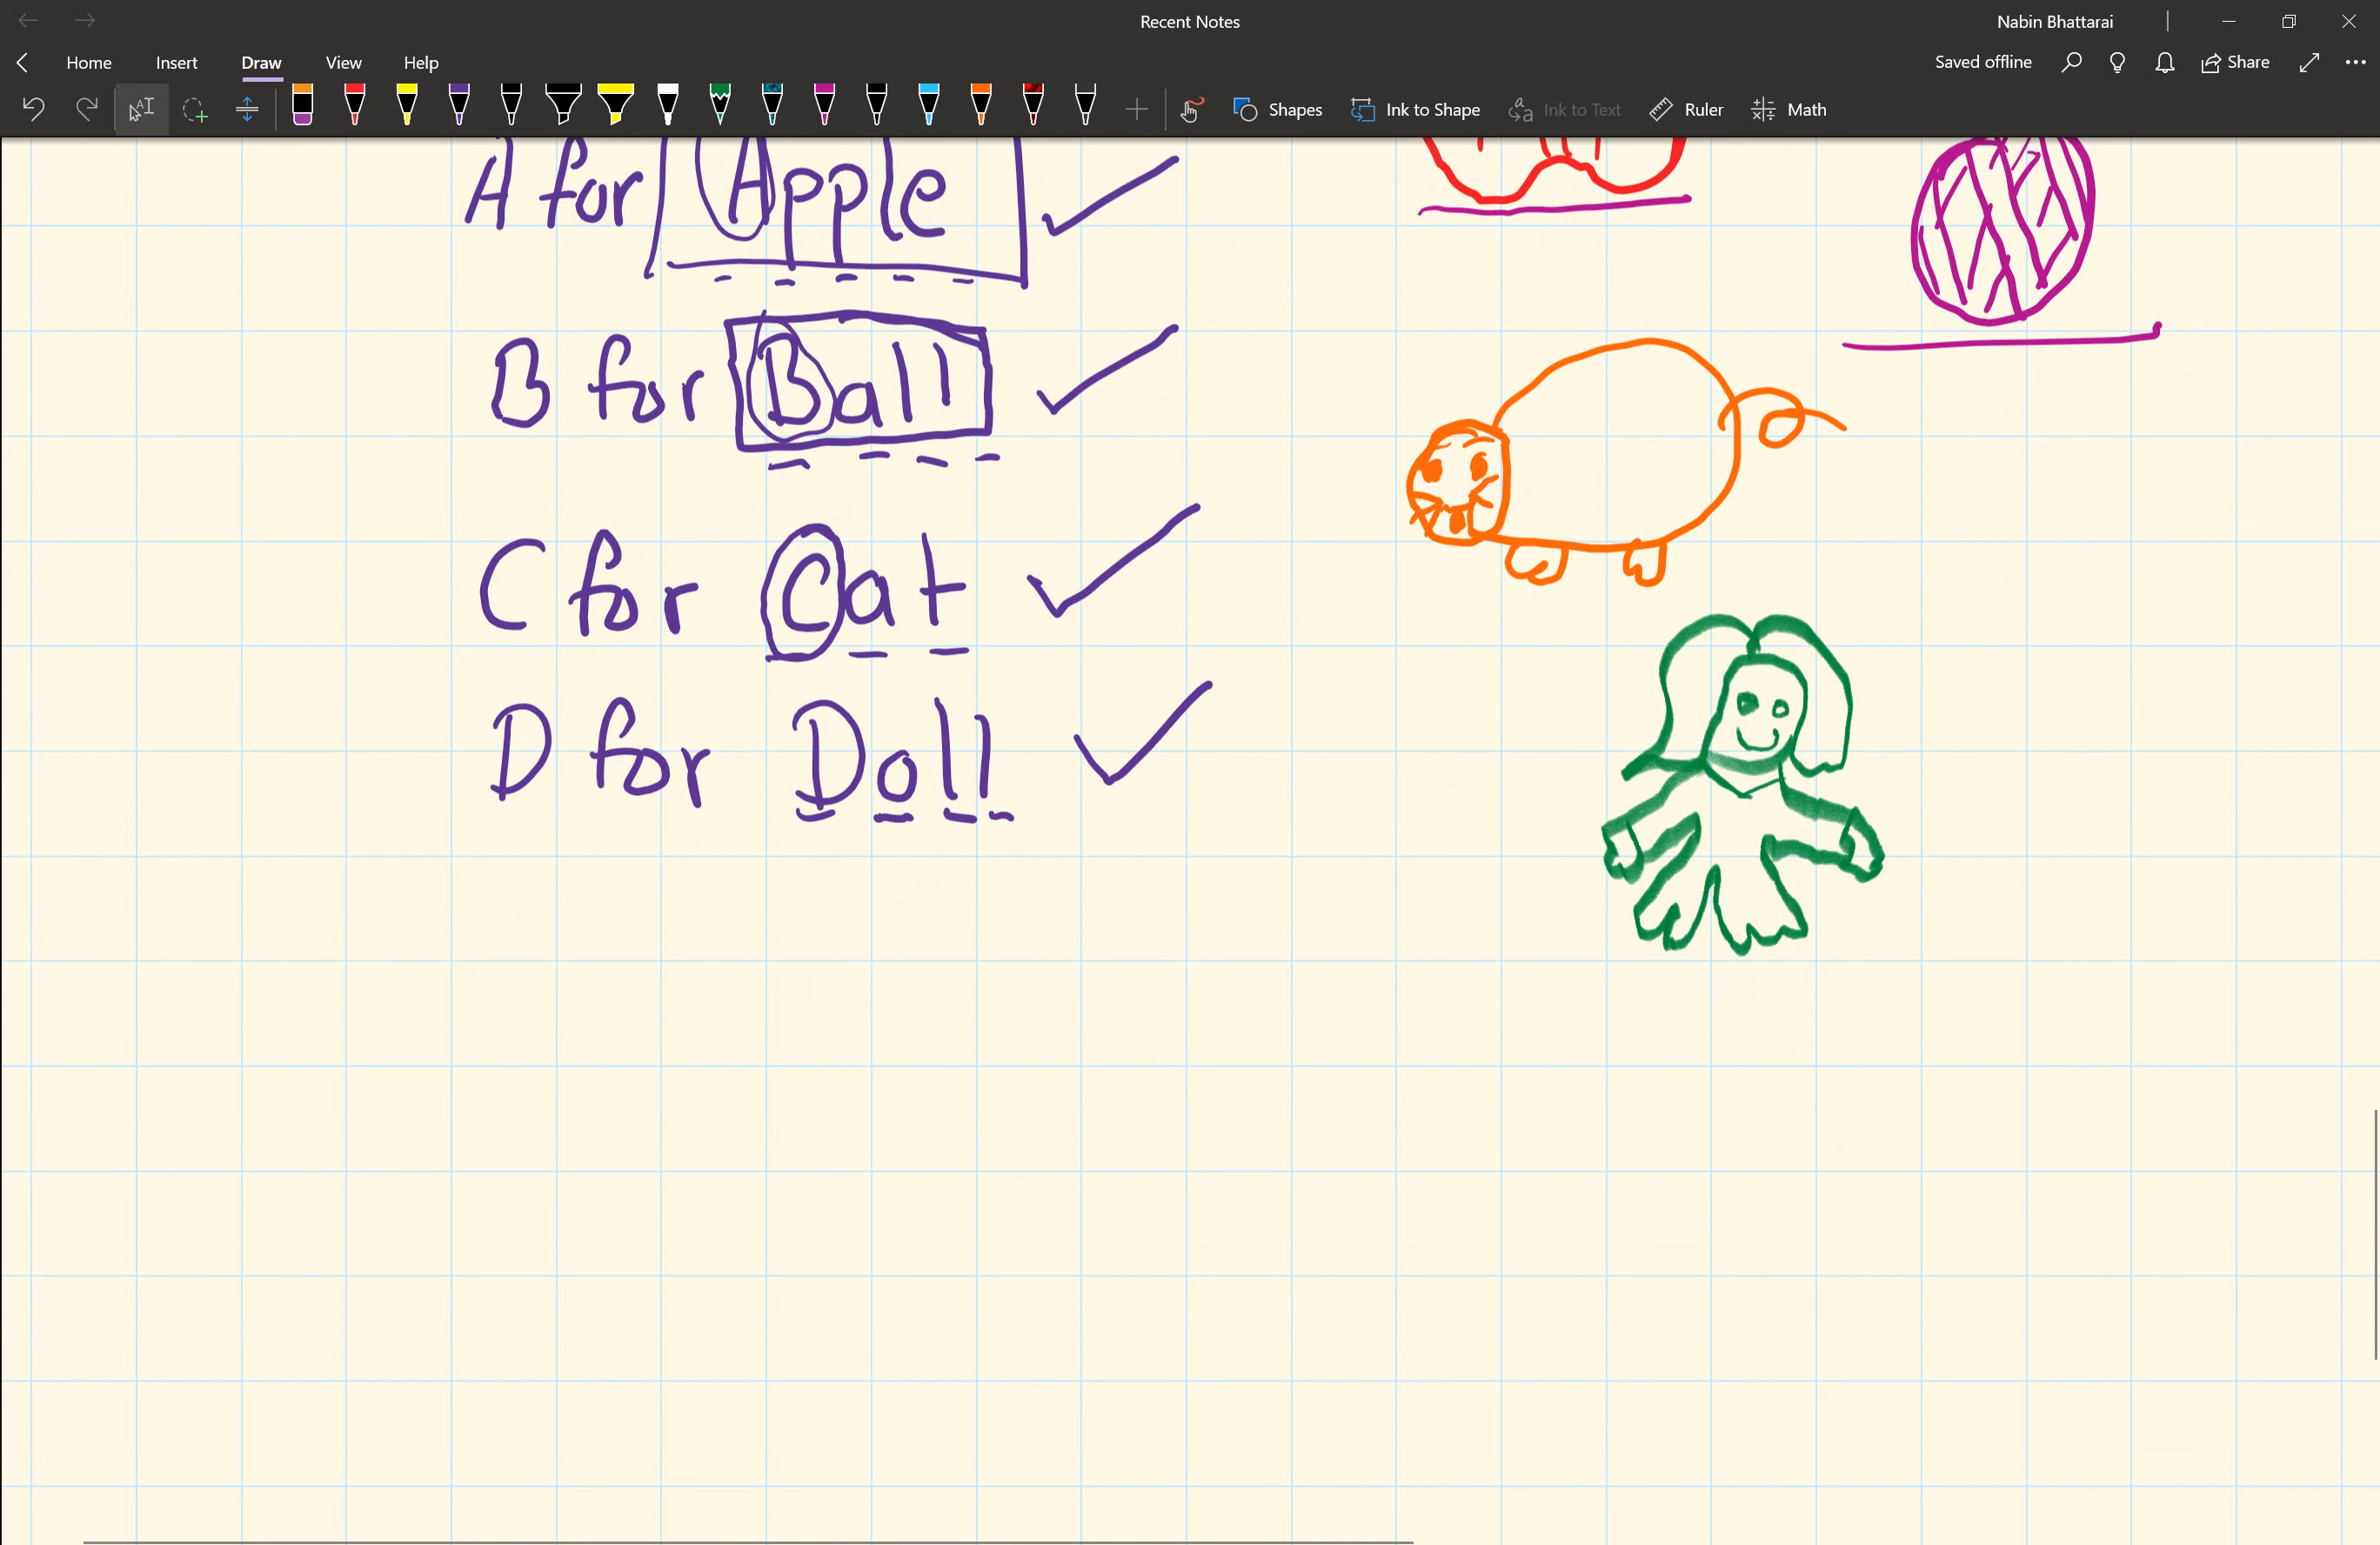 Recent Notes Nabin Bhattarai
Home Insert Draw View Help Saved offline Share
Shapes Ink to Shape Ink to Text Ruler Math
A for Apple
B for Ball
C for Cat
D for Doll